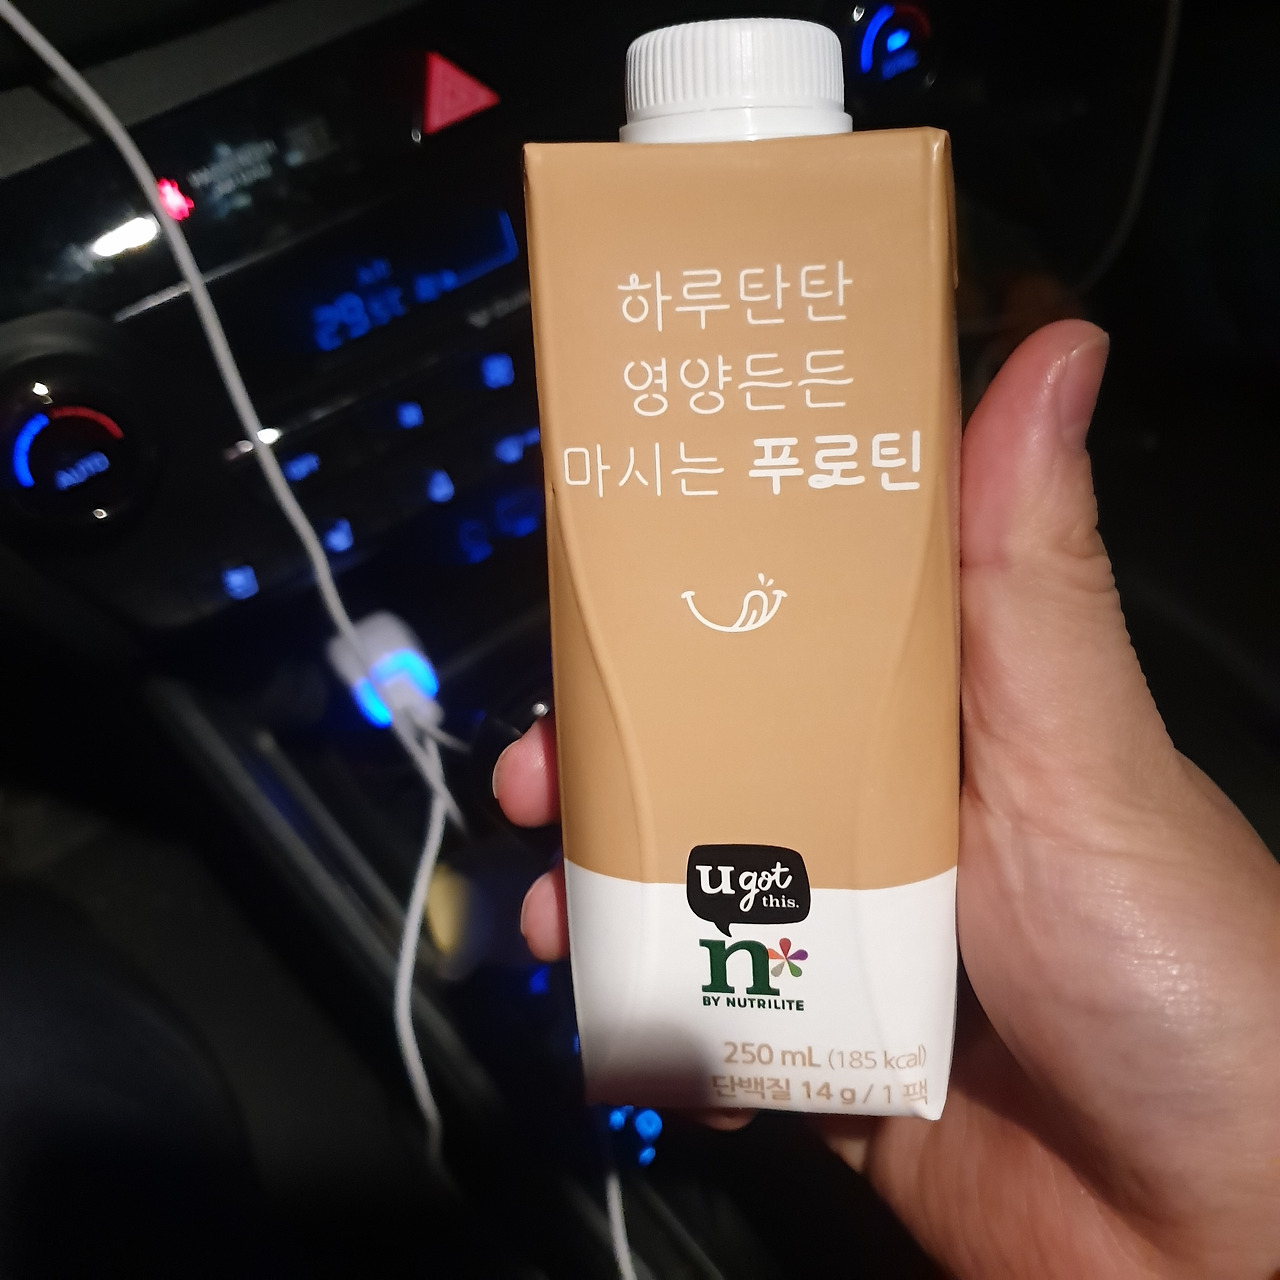 하루탄탄
영양든든
마시는 푸로틴
u got
this.
n*
BY NUTRILITE
250 mL (185 kcal)
단백질 14 g / 1 팩
AUTO
29